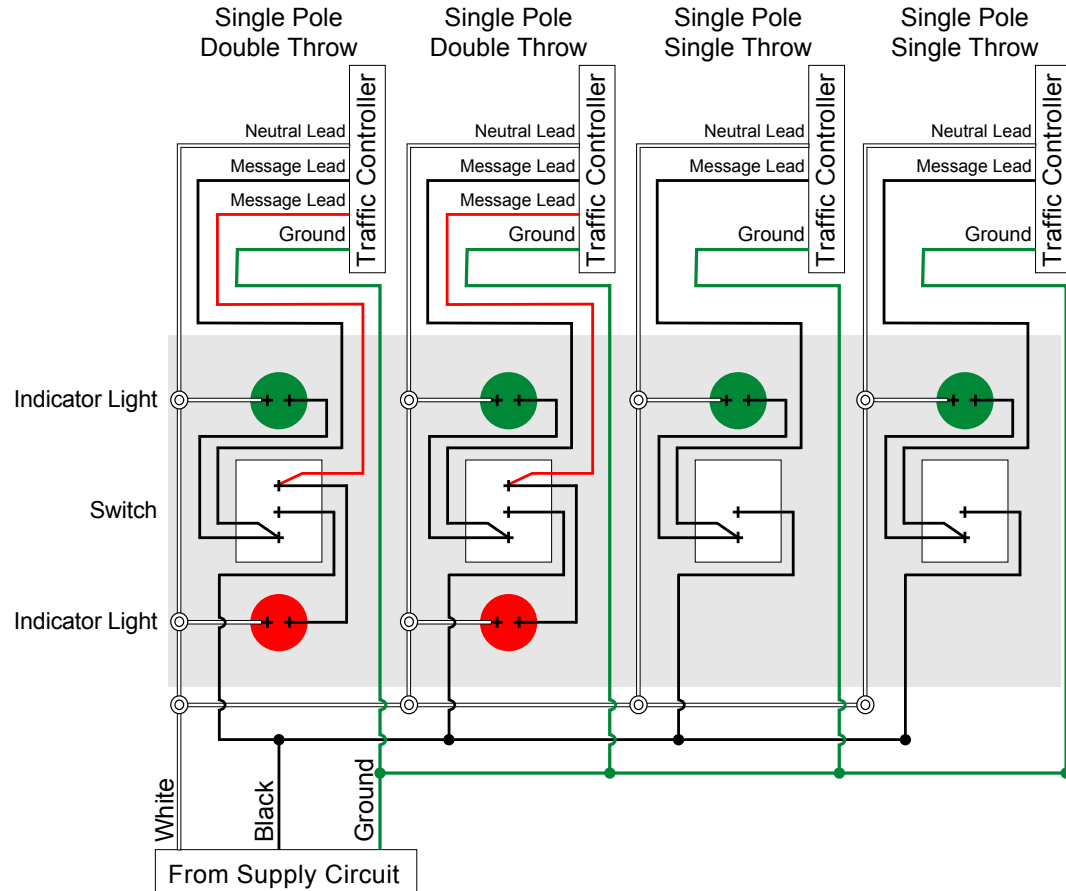 Single Pole
Double Throw
Single Pole
Double Throw
Single Pole
Single Throw
Single Pole
Single Throw
Neutral Lead
Message Lead
Message Lead
Ground
Traffic Controller
Neutral Lead
Message Lead
Message Lead
Ground
Traffic Controller
Neutral Lead
Message Lead
Ground
Traffic Controller
Neutral Lead
Message Lead
Ground
Traffic Controller
Indicator Light
Switch
Indicator Light
White
Black
Ground
From Supply Circuit